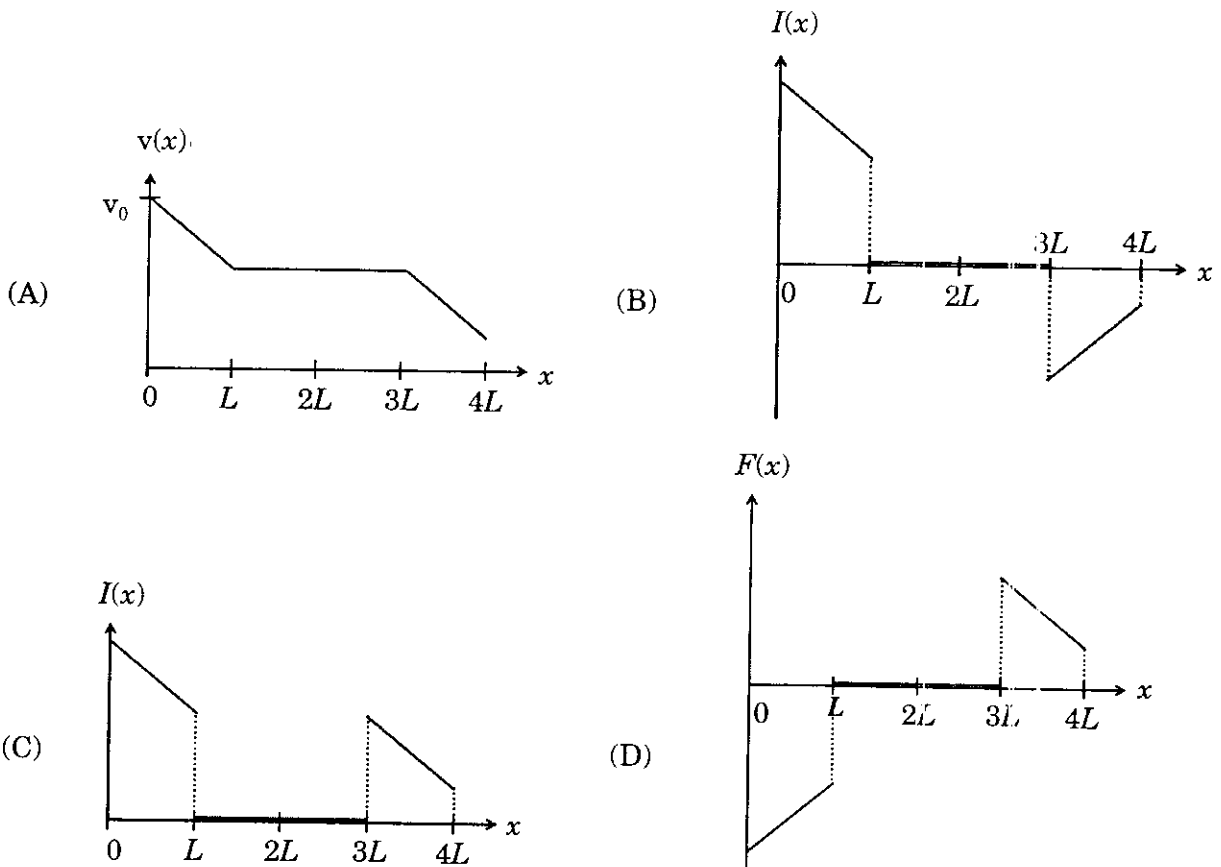 I(x)
v(x)
v₀
(A)
0 L 2L 3L 4L x
(B)
3L 4L
0 L 2L x
F(x)
I(x)
(C)
0 L 2L 3L 4L x
(D)
0 L 2L 3L 4L x